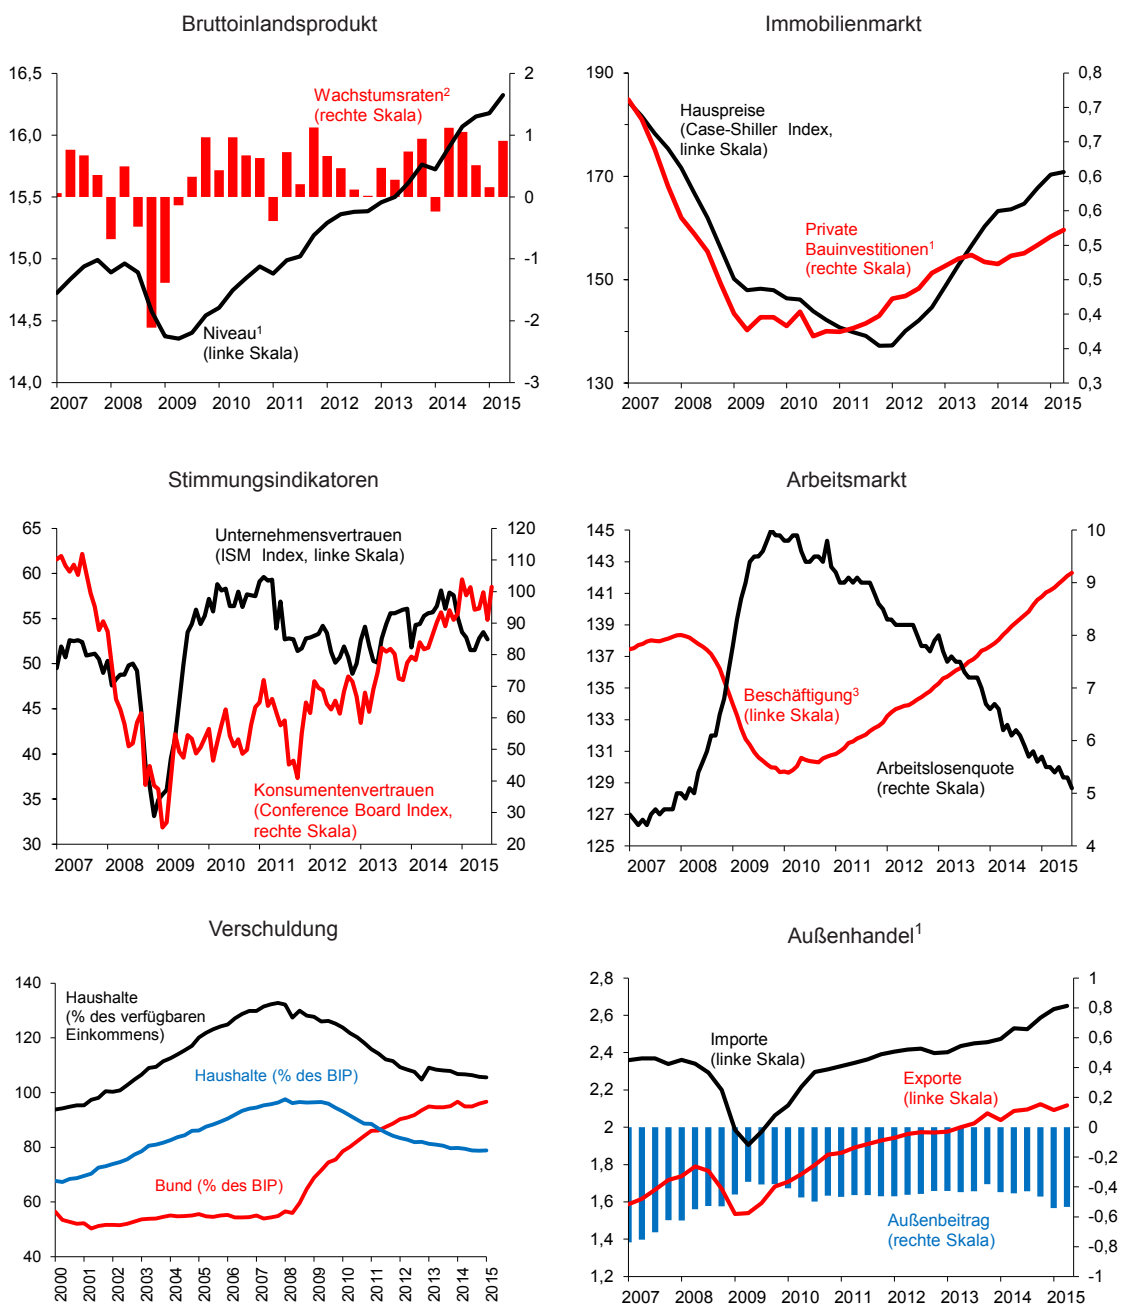 Bruttoinlandsprodukt
16,5
16,0
15,5
15,0
14,5
14,0
2
1
0
-1
-2
-3
Wachstumsraten²
(rechte Skala)
Niveau¹
(linke Skala)
2007 2008 2009 2010 2011 2012 2013 2014 2015
Immobilienmarkt
190
170
150
130
0,8
0,7
0,7
0,6
0,6
0,5
0,5
0,4
0,4
0,3
Hauspreise
(Case-Shiller Index,
linke Skala)
Private
Bauinvestitionen¹
(rechte Skala)
2007 2008 2009 2010 2011 2012 2013 2014 2015
Stimmungsindikatoren
65
60
55
50
45
40
35
30
120
110
100
90
80
70
60
50
40
30
20
Unternehmensvertrauen
(ISM Index, linke Skala)
Konsumentenvertrauen
(Conference Board Index,
rechte Skala)
2007 2008 2009 2010 2011 2012 2013 2014 2015
Arbeitsmarkt
145
143
141
139
137
135
133
131
129
127
125
10
9
8
7
6
5
4
Beschäftigung³
(linke Skala)
Arbeitslosenquote
(rechte Skala)
2007 2008 2009 2010 2011 2012 2013 2014 2015
Verschuldung
140
120
100
80
60
40
Haushalte
(% des verfügbaren
Einkommens)
Haushalte (% des BIP)
Bund (% des BIP)
2000 2001 2002 2003 2004 2005 2006 2007 2008 2009 2010 2011 2012 2013 2014 2015
Außenhandel¹
2,8
2,6
2,4
2,2
2
1,8
1,6
1,4
1,2
1
0,8
0,6
0,4
0,2
0
-0,2
-0,4
-0,6
-0,8
-1
Importe
(linke Skala)
Exporte
(linke Skala)
Außenbeitrag
(rechte Skala)
2007 2008 2009 2010 2011 2012 2013 2014 2015